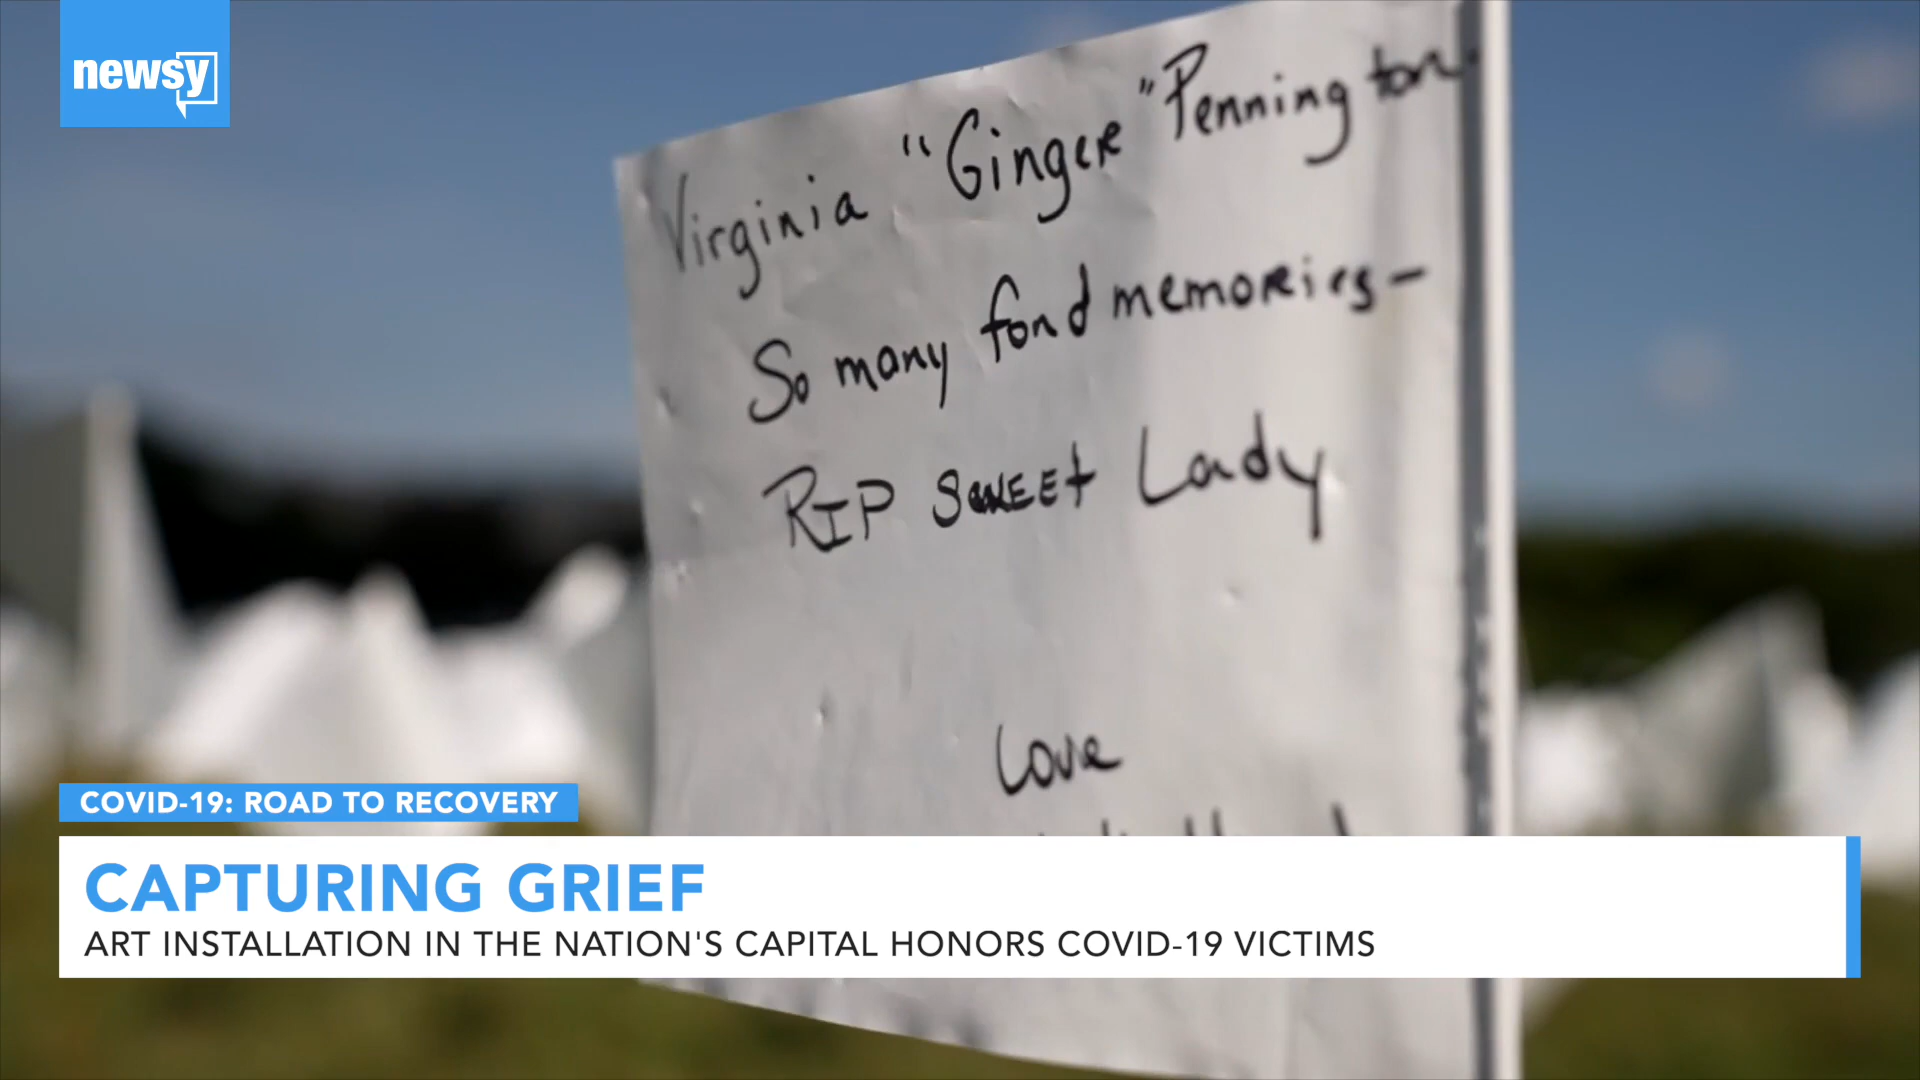 newsy
Virginia "Ginger" Pennington
So many fond memories-
RIP SWEET Lady
Love
COVID-19: ROAD TO RECOVERY
CAPTURING GRIEF
ART INSTALLATION IN THE NATION'S CAPITAL HONORS COVID-19 VICTIMS